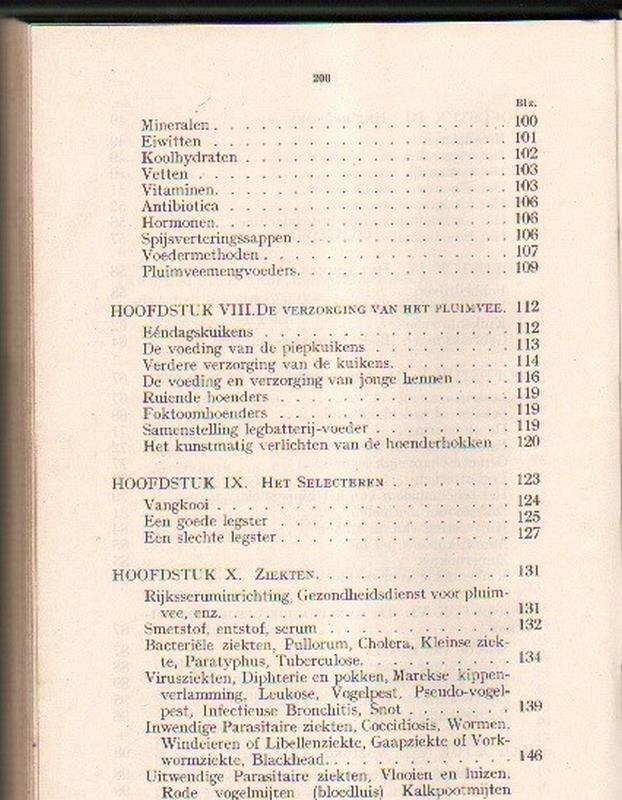 200
Blz.
Mineralen . . . . . . . . . . . . . . . . . . 100
Eiwitten . . . . . . . . . . . . . . . . . . 101
Koolhydraten . . . . . . . . . . . . . . . . . 102
Vetten . . . . . . . . . . . . . . . . . . . 103
Vitaminen. . . . . . . . . . . . . . . . . . 103
Antibiotica . . . . . . . . . . . . . . . . . 106
Hormonen. . . . . . . . . . . . . . . . . . 106
Spijsverteringssappen . . . . . . . . . . . . . 106
Voedermethoden . . . . . . . . . . . . . . . 107
Pluimveemengvoeders. . . . . . . . . . . . . . 109
HOOFDSTUK VIII. DE VERZORGING VAN HET PLUIMVEE. 112
Eéndagskuikens . . . . . . . . . . . . . . . 112
De voeding van de piepkuikens . . . . . . . . 113
Verdere verzorging van de kuikens. . . . . . . 114
De voeding en verzorging van jonge hennen . . . 116
Ruiende hoenders . . . . . . . . . . . . . . 119
Foktoomhoenders . . . . . . . . . . . . . . 119
Samenstelling legbatterij-voeder . . . . . . . . 119
Het kunstmatig verlichten van de hoenderhokken . 120
HOOFDSTUK IX. HET SELECTEREN . . . . . . . . 123
Vangkooi . . . . . . . . . . . . . . . . . . 124
Een goede legster . . . . . . . . . . . . . . 125
Een slechte legster . . . . . . . . . . . . . . 127
HOOFDSTUK X. ZIEKTEN. . . . . . . . . . . . 131
Rijksseruminrichting, Gezondheidsdienst voor pluim-
vee, enz. . . . . . . . . . . . . . . . . . 131
Smetstof, entstof, serum . . . . . . . . . . . 132
Bacteriële ziekten, Pullorum, Cholera, Kleinse ziek-
te, Paratyphus, Tuberculose. . . . . . . . . . 134
Virusziekten, Diphterie en pokken, Marekse kippen-
verlamming, Leukose, Vogelpest, Pseudo-vogel-
pest, Infectieuse Bronchitis, Snot . . . . . . . 139
Inwendige Parasitaire ziekten, Coccidiosis, Wormen,
Windeieren of Libellenziekte, Gaapziekte of Vork-
wormziekte, Blackhead. . . . . . . . . . . . 146
Uitwendige Parasitaire ziekten, Vlooien en luizen,
Rode vogelmijten (bloedluis) Kalkpootmijten